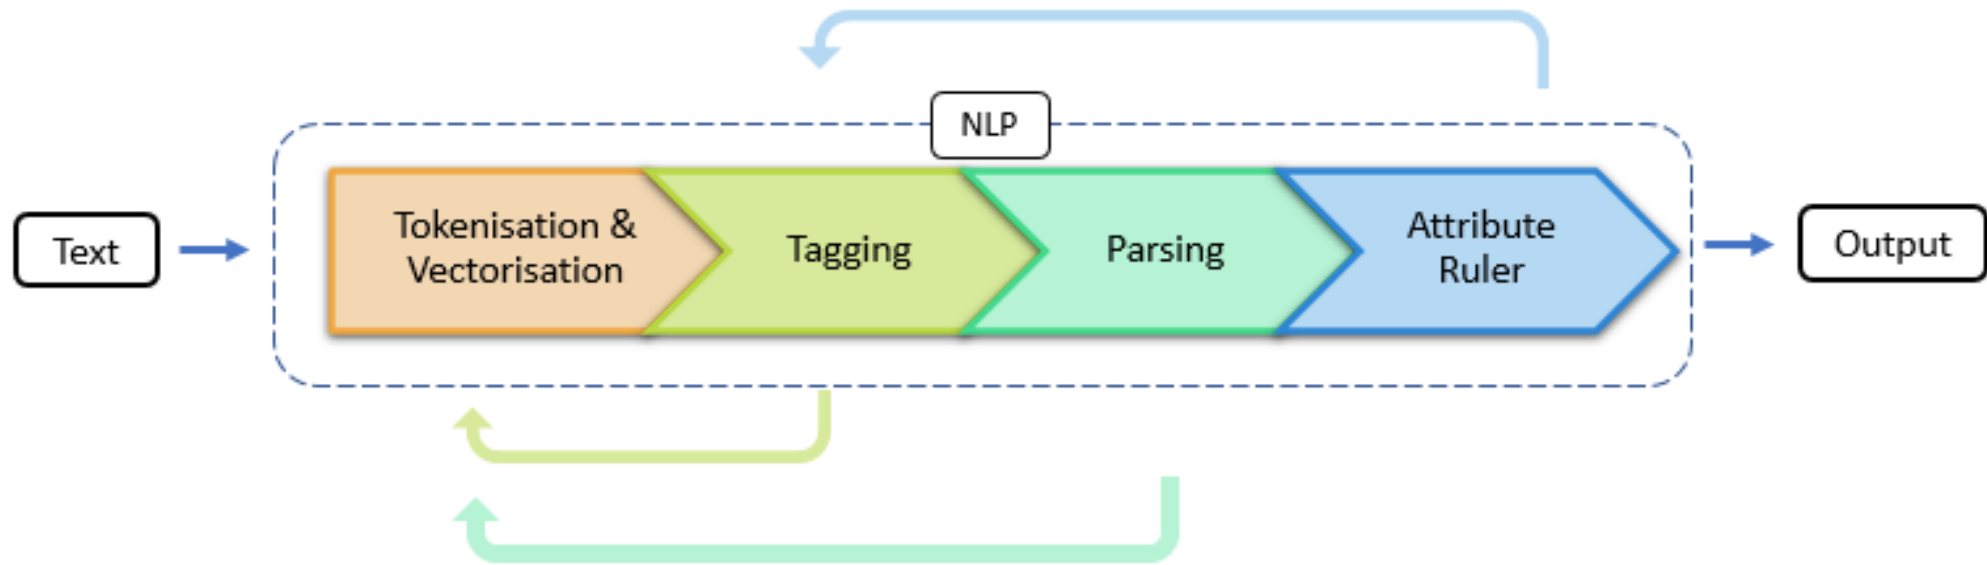 NLP
Text
Tokenisation &
Vectorisation
Tagging
Parsing
Attribute
Ruler
Output